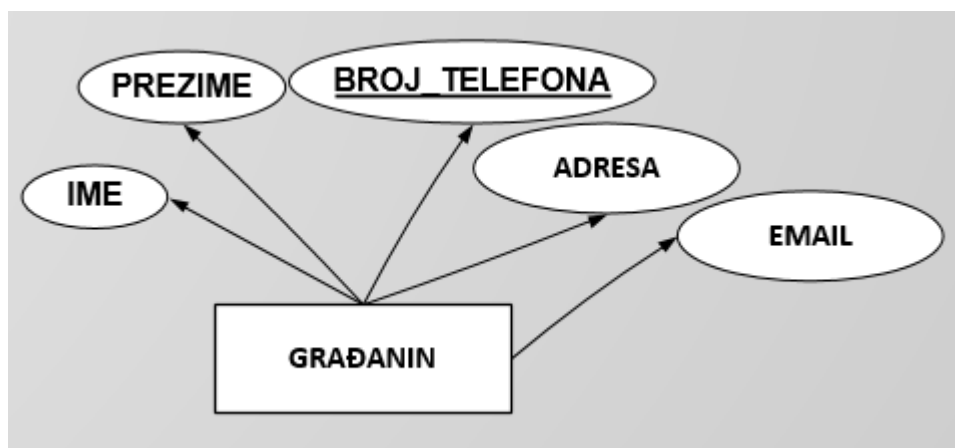 PREZIME
BROJ_TELEFONA
IME
ADRESA
EMAIL
GRAĐANIN